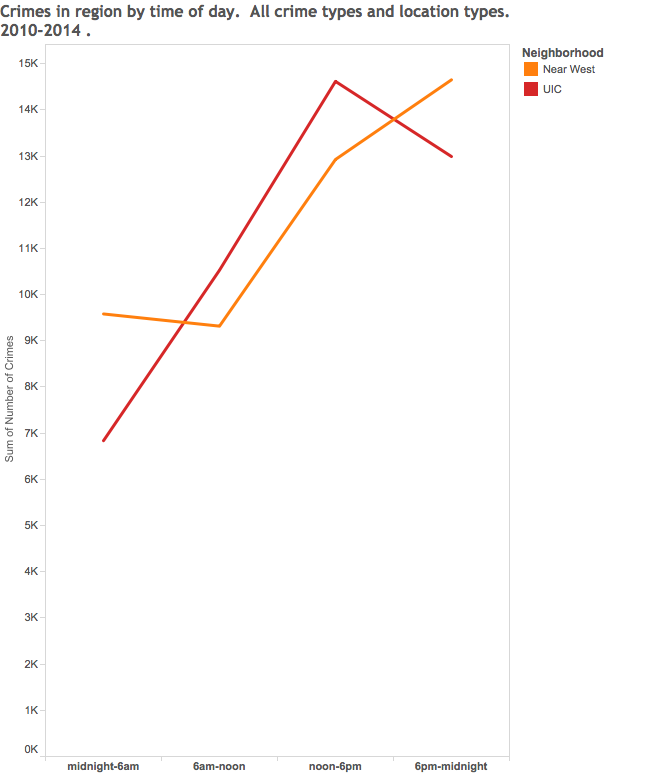 Crimes in region by time of day.  All crime types and location types.
2010-2014 .
Neighborhood
Near West
UIC
Sum of Number of Crimes
15K
14K
13K
12K
11K
10K
9K
8K
7K
6K
5K
4K
3K
2K
1K
0K
midnight-6am 6am-noon noon-6pm 6pm-midnight